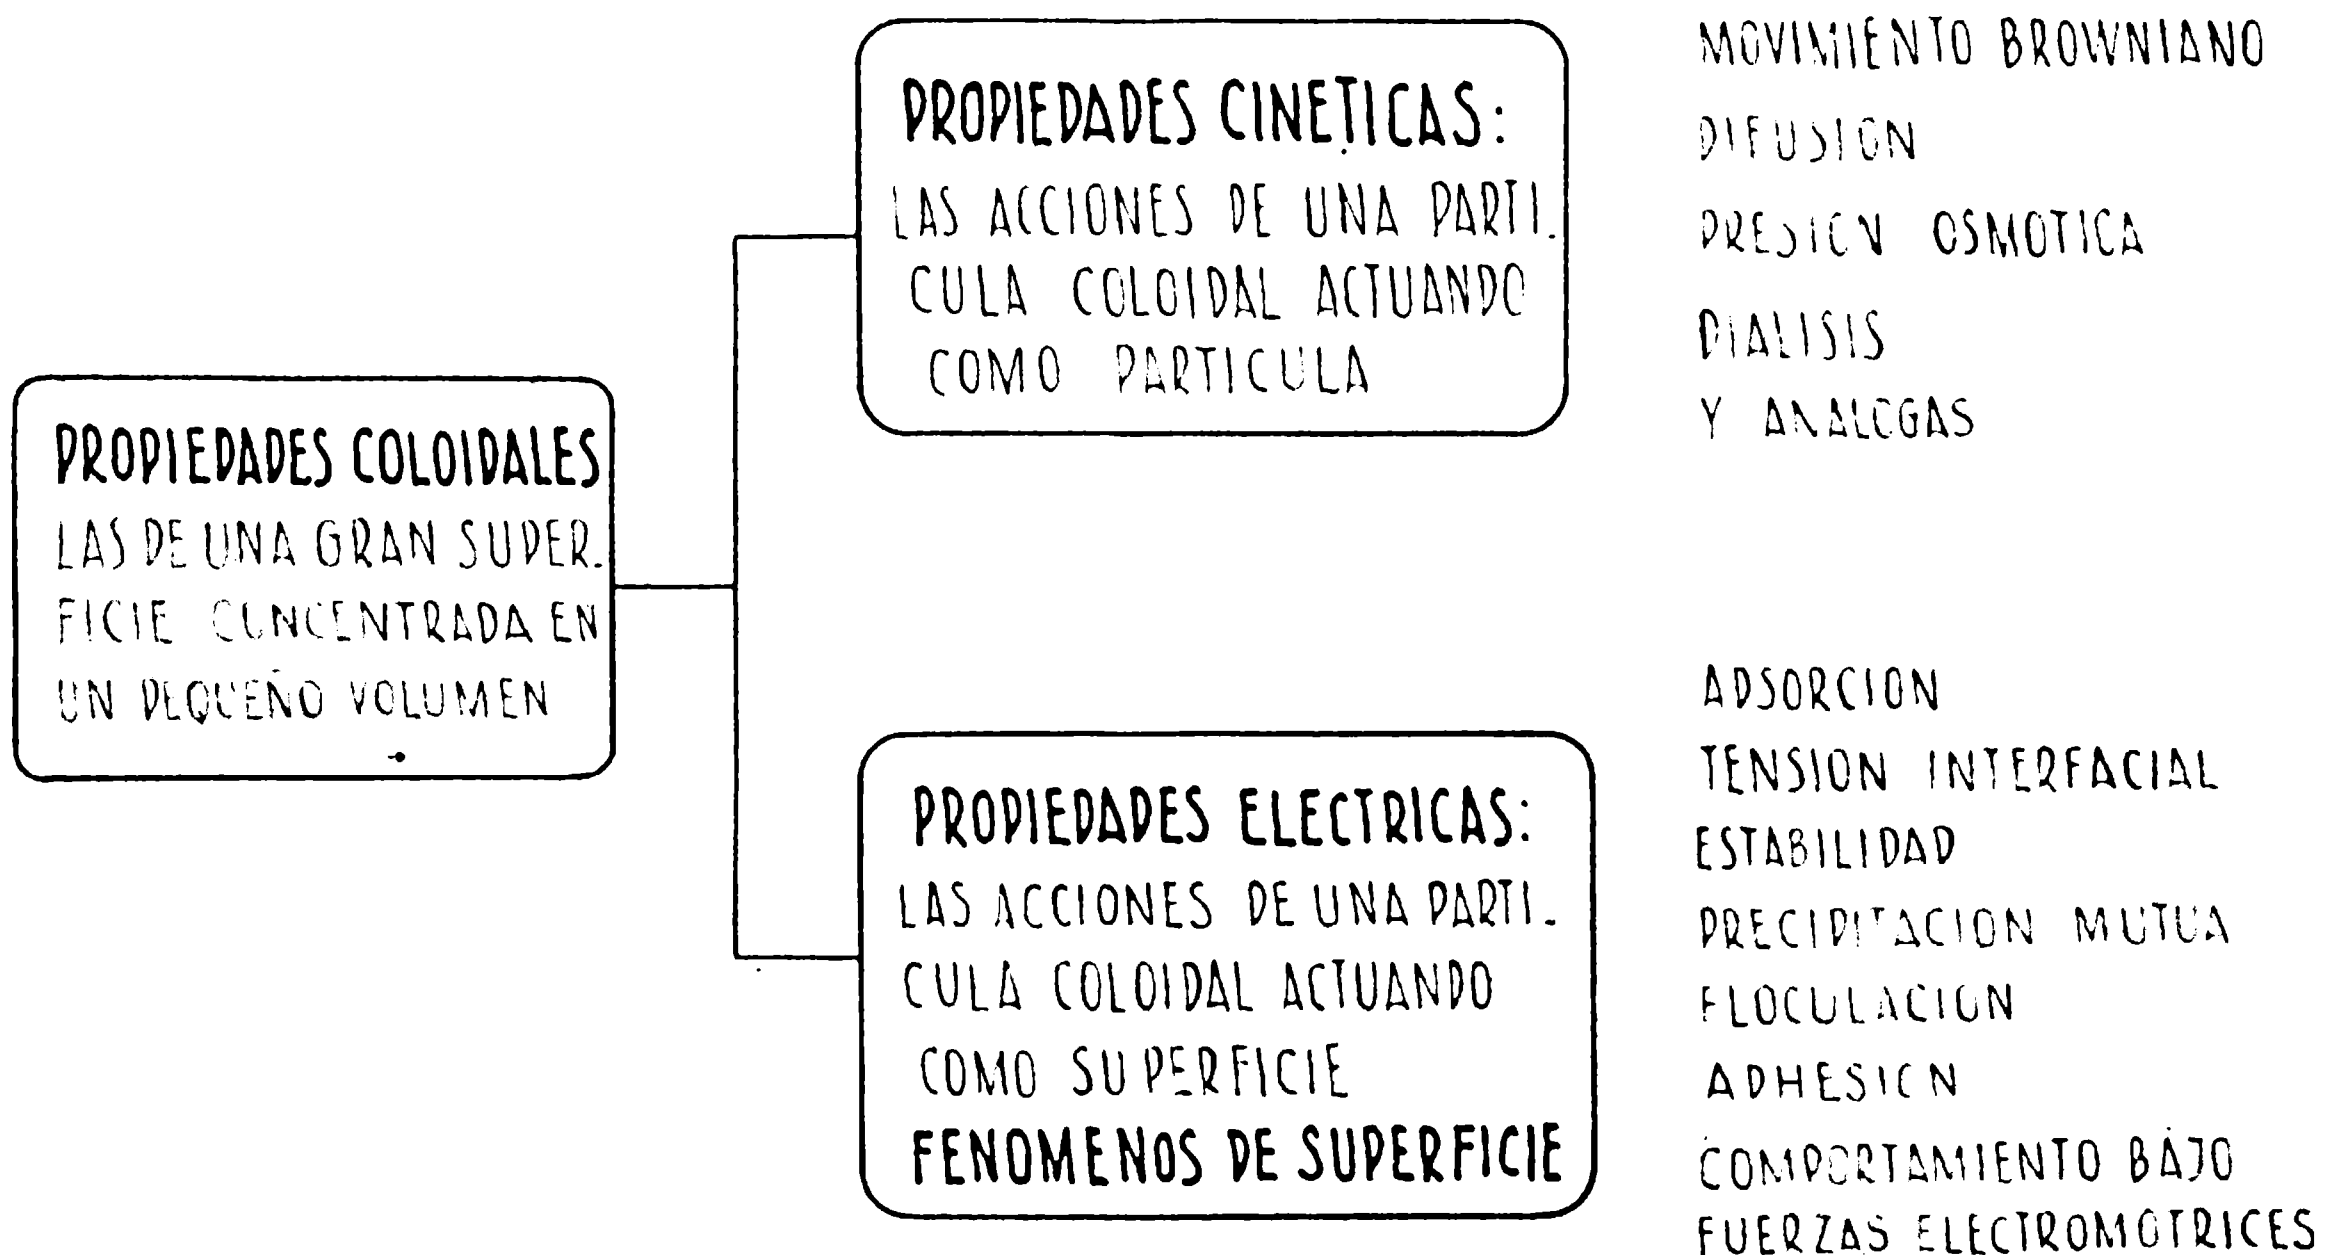 PROPIEDADES COLOIDALES
LAS DE UNA GRAN SUPER-
FICIE CONCENTRADA EN
UN PEQUEÑO VOLUMEN
PROPIEDADES CINETICAS:
LAS ACCIONES DE UNA PARTI-
CULA COLOIDAL ACTUANDO
COMO PARTICULA
MOVIMIENTO BROWNIANO
DIFUSION
PRESION OSMOTICA
DIALISIS
Y ANALOGAS
PROPIEDADES ELECTRICAS:
LAS ACCIONES DE UNA PARTI-
CULA COLOIDAL ACTUANDO
COMO SUPERFICIE
FENOMENOS DE SUPERFICIE
ADSORCION
TENSION INTERFACIAL
ESTABILIDAD
PRECIPITACION MUTUA
FLOCULACION
ADHESION
COMPORTAMIENTO BAJO
FUERZAS ELECTROMOTRICES